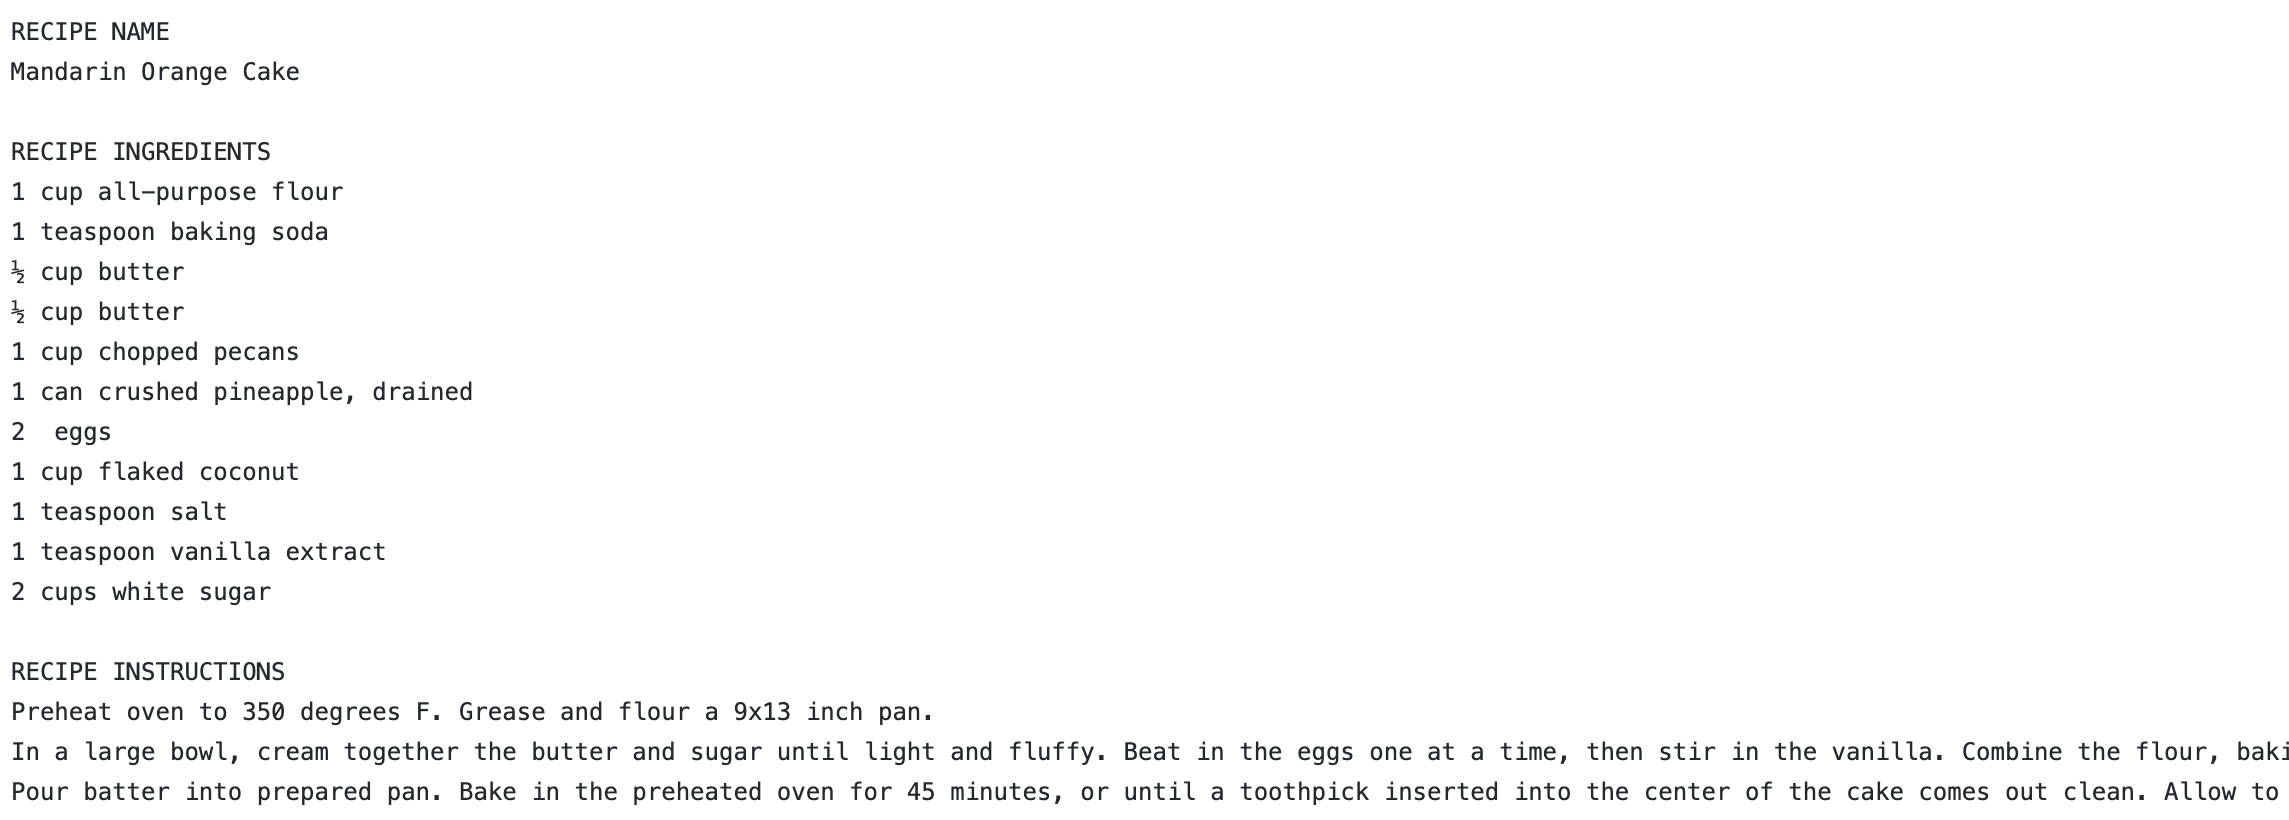 RECIPE NAME
Mandarin Orange Cake
RECIPE INGREDIENTS
1 cup all-purpose flour
1 teaspoon baking soda
½ cup butter
½ cup butter
1 cup chopped pecans
1 can crushed pineapple, drained
2  eggs
1 cup flaked coconut
1 teaspoon salt
1 teaspoon vanilla extract
2 cups white sugar
RECIPE INSTRUCTIONS
Preheat oven to 350 degrees F. Grease and flour a 9x13 inch pan.
In a large bowl, cream together the butter and sugar until light and fluffy. Beat in the eggs one at a time, then stir in the vanilla. Combine the flour, baki
Pour batter into prepared pan. Bake in the preheated oven for 45 minutes, or until a toothpick inserted into the center of the cake comes out clean. Allow to